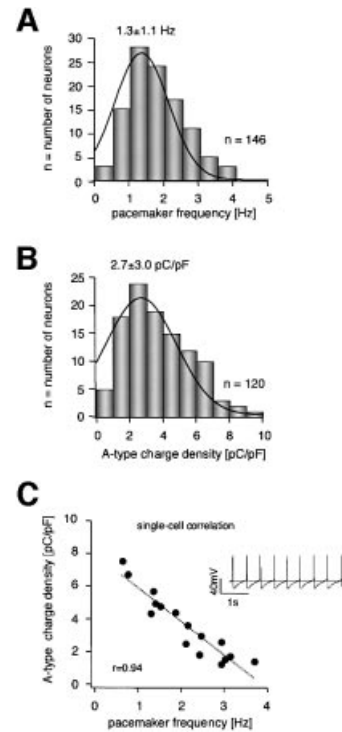 A
1.3±1.1 Hz
n = number of neurons
30
25
20
15
10
5
0
n = 146
0 1 2 3 4 5
pacemaker frequency [Hz]
B
2.7±3.0 pC/pF
n = number of neurons
25
20
15
10
5
0
n = 120
0 2 4 6 8 10
A-type charge density [pC/pF]
C
A-type charge density [pC/pF]
10
8
6
4
2
0
single-cell correlation
40mV
1s
r=0.94
0 1 2 3 4
pacemaker frequency [Hz]